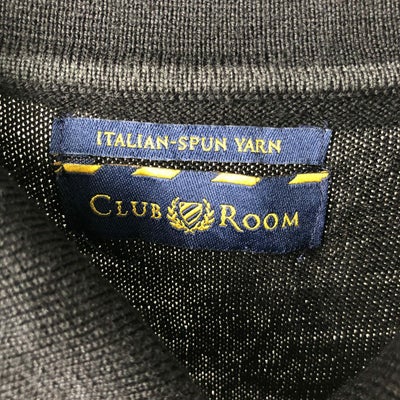 ITALIAN-SPUN YARN
CLUB ROOM